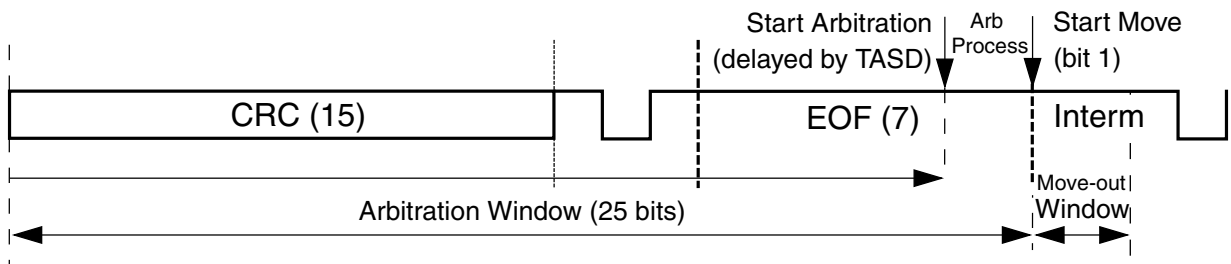 Start Arbitration
(delayed by TASD)
Arb
Process
Start Move
(bit 1)
CRC (15)
EOF (7)
Interm
Arbitration Window (25 bits)
Move-out
Window